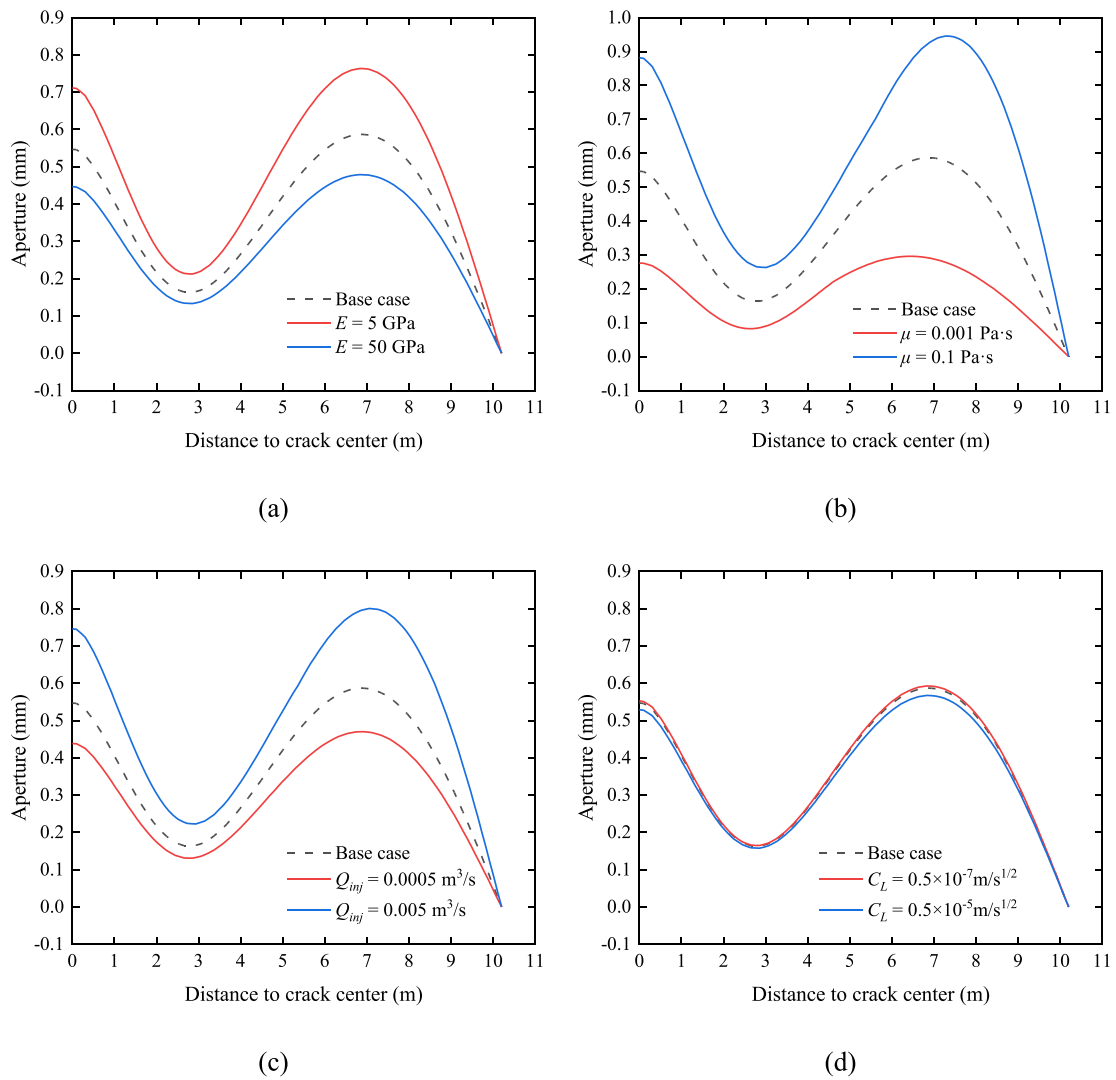 0.9
0.8
0.7
0.6
0.5
0.4
0.3
0.2
0.1
0.0
-0.1
Aperture (mm)
Base case
E = 5 GPa
E = 50 GPa
0 1 2 3 4 5 6 7 8 9 10 11
Distance to crack center (m)
(a)
1.0
0.9
0.8
0.7
0.6
0.5
0.4
0.3
0.2
0.1
0.0
-0.1
Aperture (mm)
Base case
μ = 0.001 Pa·s
μ = 0.1 Pa·s
0 1 2 3 4 5 6 7 8 9 10 11
Distance to crack center (m)
(b)
0.9
0.8
0.7
0.6
0.5
0.4
0.3
0.2
0.1
0.0
-0.1
Aperture (mm)
Base case
Q_inj = 0.0005 m³/s
Q_inj = 0.005 m³/s
0 1 2 3 4 5 6 7 8 9 10 11
Distance to crack center (m)
(c)
0.9
0.8
0.7
0.6
0.5
0.4
0.3
0.2
0.1
0.0
-0.1
Aperture (mm)
Base case
C_L = 0.5×10⁻⁷m/s¹/²
C_L = 0.5×10⁻⁵m/s¹/²
0 1 2 3 4 5 6 7 8 9 10 11
Distance to crack center (m)
(d)